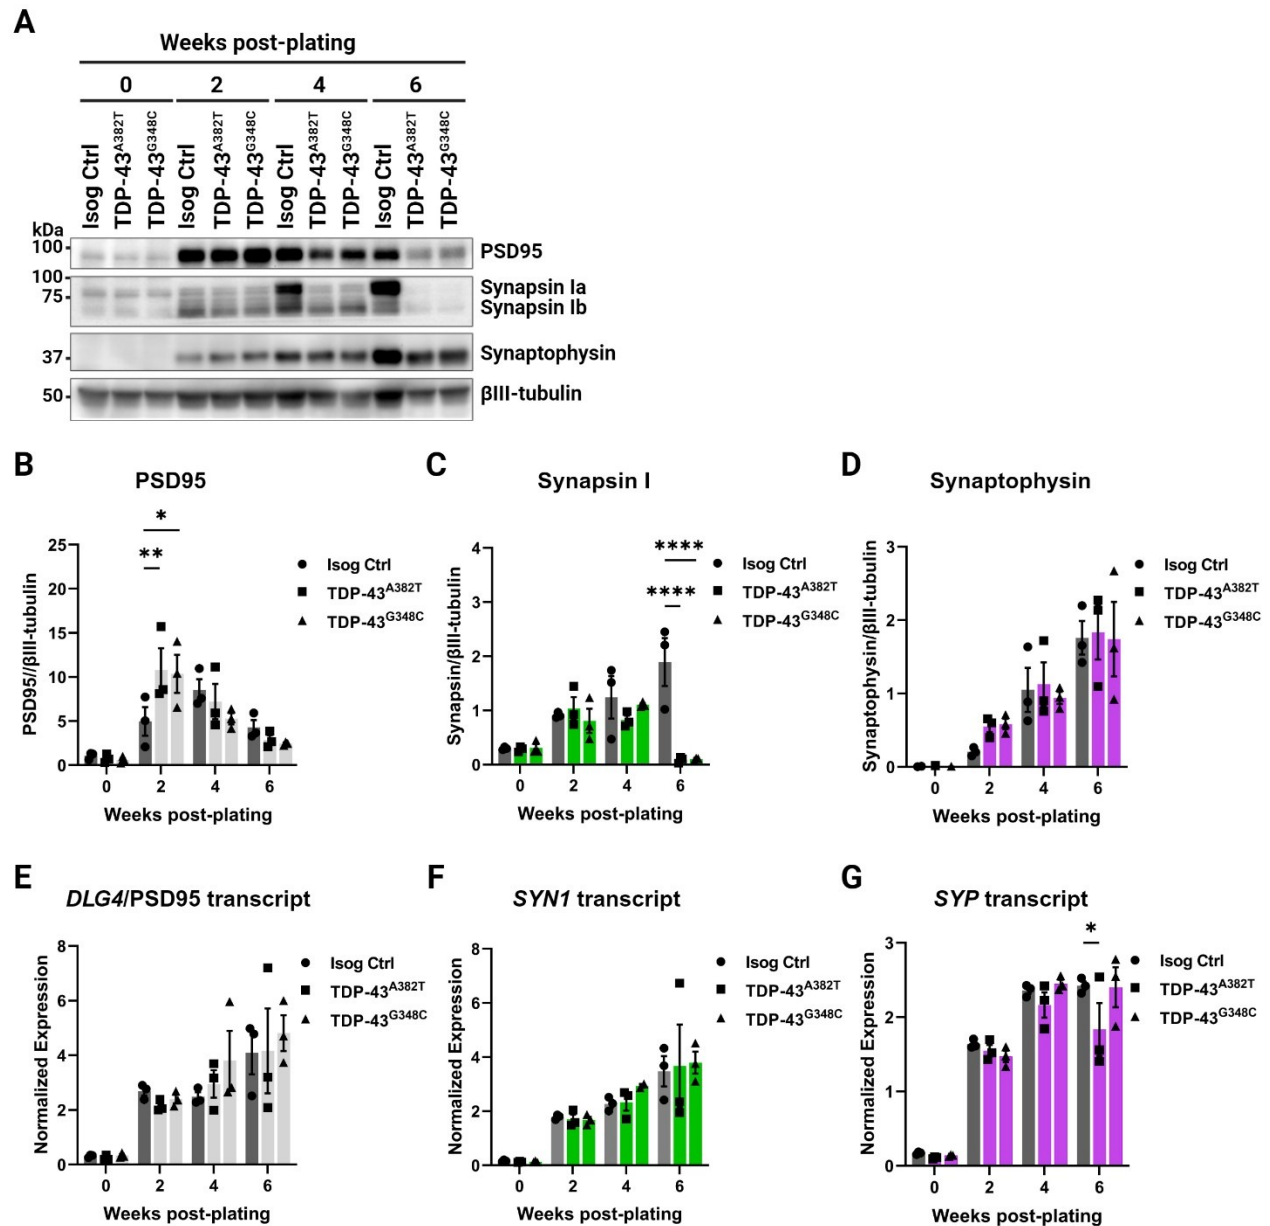 A
Weeks post-plating
0 2 4 6
Isog Ctrl TDP-43A382T TDP-43G348C Isog Ctrl TDP-43A382T TDP-43G348C Isog Ctrl TDP-43A382T TDP-43G348C Isog Ctrl TDP-43A382T TDP-43G348C
kDa
100 PSD95
100 Synapsin Ia
75 Synapsin Ib
37 Synaptophysin
50 βIII-tubulin
B
PSD95
PSD95//βIII-tubulin
25
20
15
10
5
0
*
**
0 2 4 6
Weeks post-plating
Isog Ctrl
TDP-43A382T
TDP-43G348C
C
Synapsin I
Synapsin/βIII-tubulin
4
3
2
1
0
****
****
0 2 4 6
Weeks post-plating
Isog Ctrl
TDP-43A382T
TDP-43G348C
D
Synaptophysin
Synaptophysin/βIII-tubulin
3
2
1
0
0 2 4 6
Weeks post-plating
Isog Ctrl
TDP-43A382T
TDP-43G348C
E
DLG4/PSD95 transcript
Normalized Expression
8
6
4
2
0
0 2 4 6
Weeks post-plating
Isog Ctrl
TDP-43A382T
TDP-43G348C
F
SYN1 transcript
Normalized Expression
8
6
4
2
0
0 2 4 6
Weeks post-plating
Isog Ctrl
TDP-43A382T
TDP-43G348C
G
SYP transcript
Normalized Expression
3
2
1
0
*
0 2 4 6
Weeks post-plating
Isog Ctrl
TDP-43A382T
TDP-43G348C